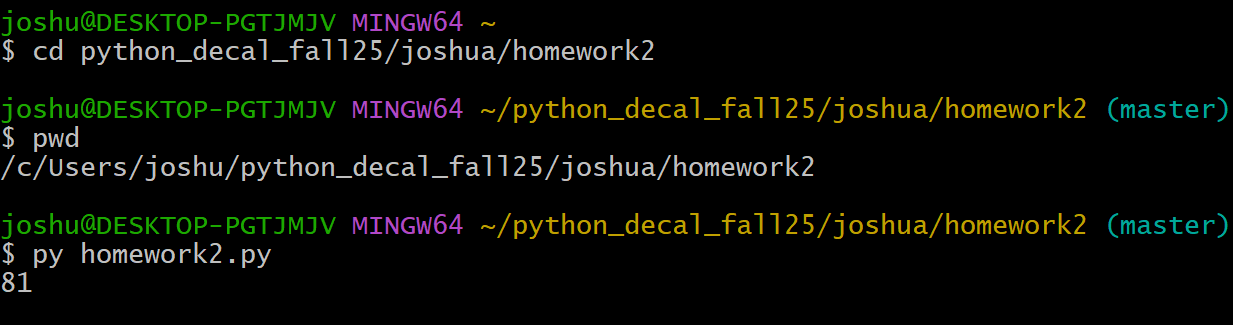 joshu@DESKTOP-PGTJMJV MINGW64 ~
$ cd python_decal_fall25/joshua/homework2
joshu@DESKTOP-PGTJMJV MINGW64 ~/python_decal_fall25/joshua/homework2 (master)
$ pwd
/c/Users/joshu/python_decal_fall25/joshua/homework2
joshu@DESKTOP-PGTJMJV MINGW64 ~/python_decal_fall25/joshua/homework2 (master)
$ py homework2.py
81